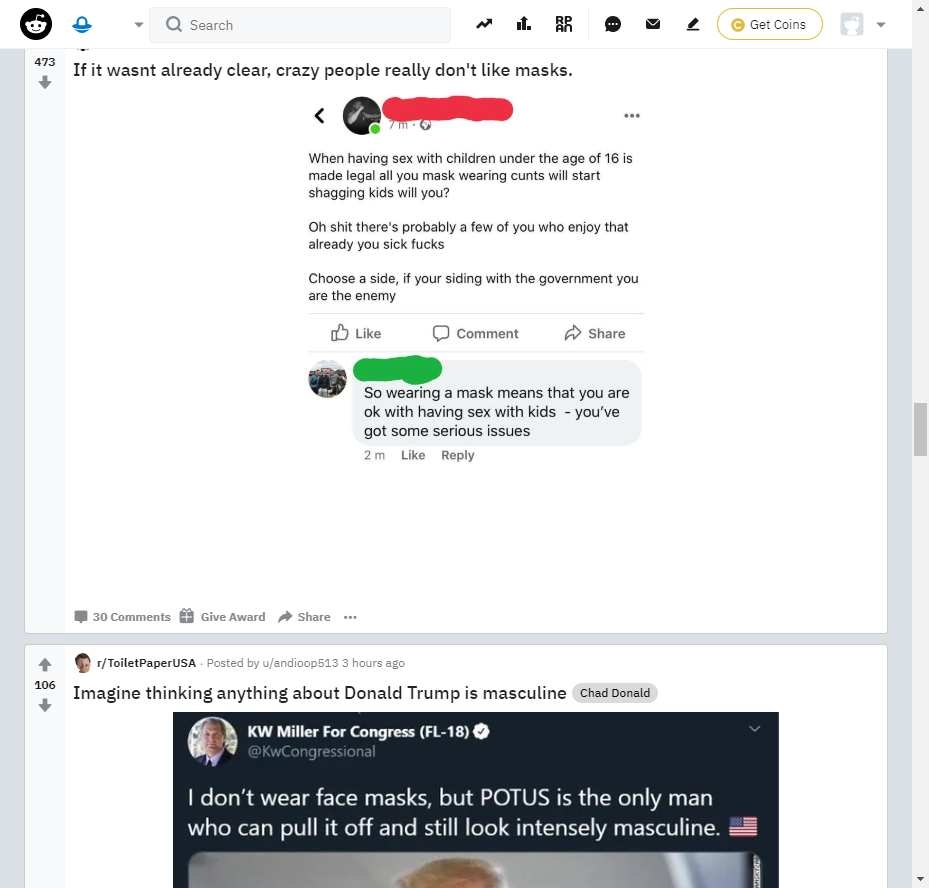 Search
Get Coins
473
If it wasnt already clear, crazy people really don't like masks.
7 m ·
When having sex with children under the age of 16 is
made legal all you mask wearing cunts will start
shagging kids will you?
Oh shit there's probably a few of you who enjoy that
already you sick fucks
Choose a side, if your siding with the government you
are the enemy
Like Comment Share
So wearing a mask means that you are
ok with having sex with kids - you've
got some serious issues
2 m Like Reply
30 Comments Give Award Share
r/ToiletPaperUSA · Posted by u/andioop513 3 hours ago
106
Imagine thinking anything about Donald Trump is masculine Chad Donald
KW Miller For Congress (FL-18)
@KwCongressional
I don't wear face masks, but POTUS is the only man
who can pull it off and still look intensely masculine.